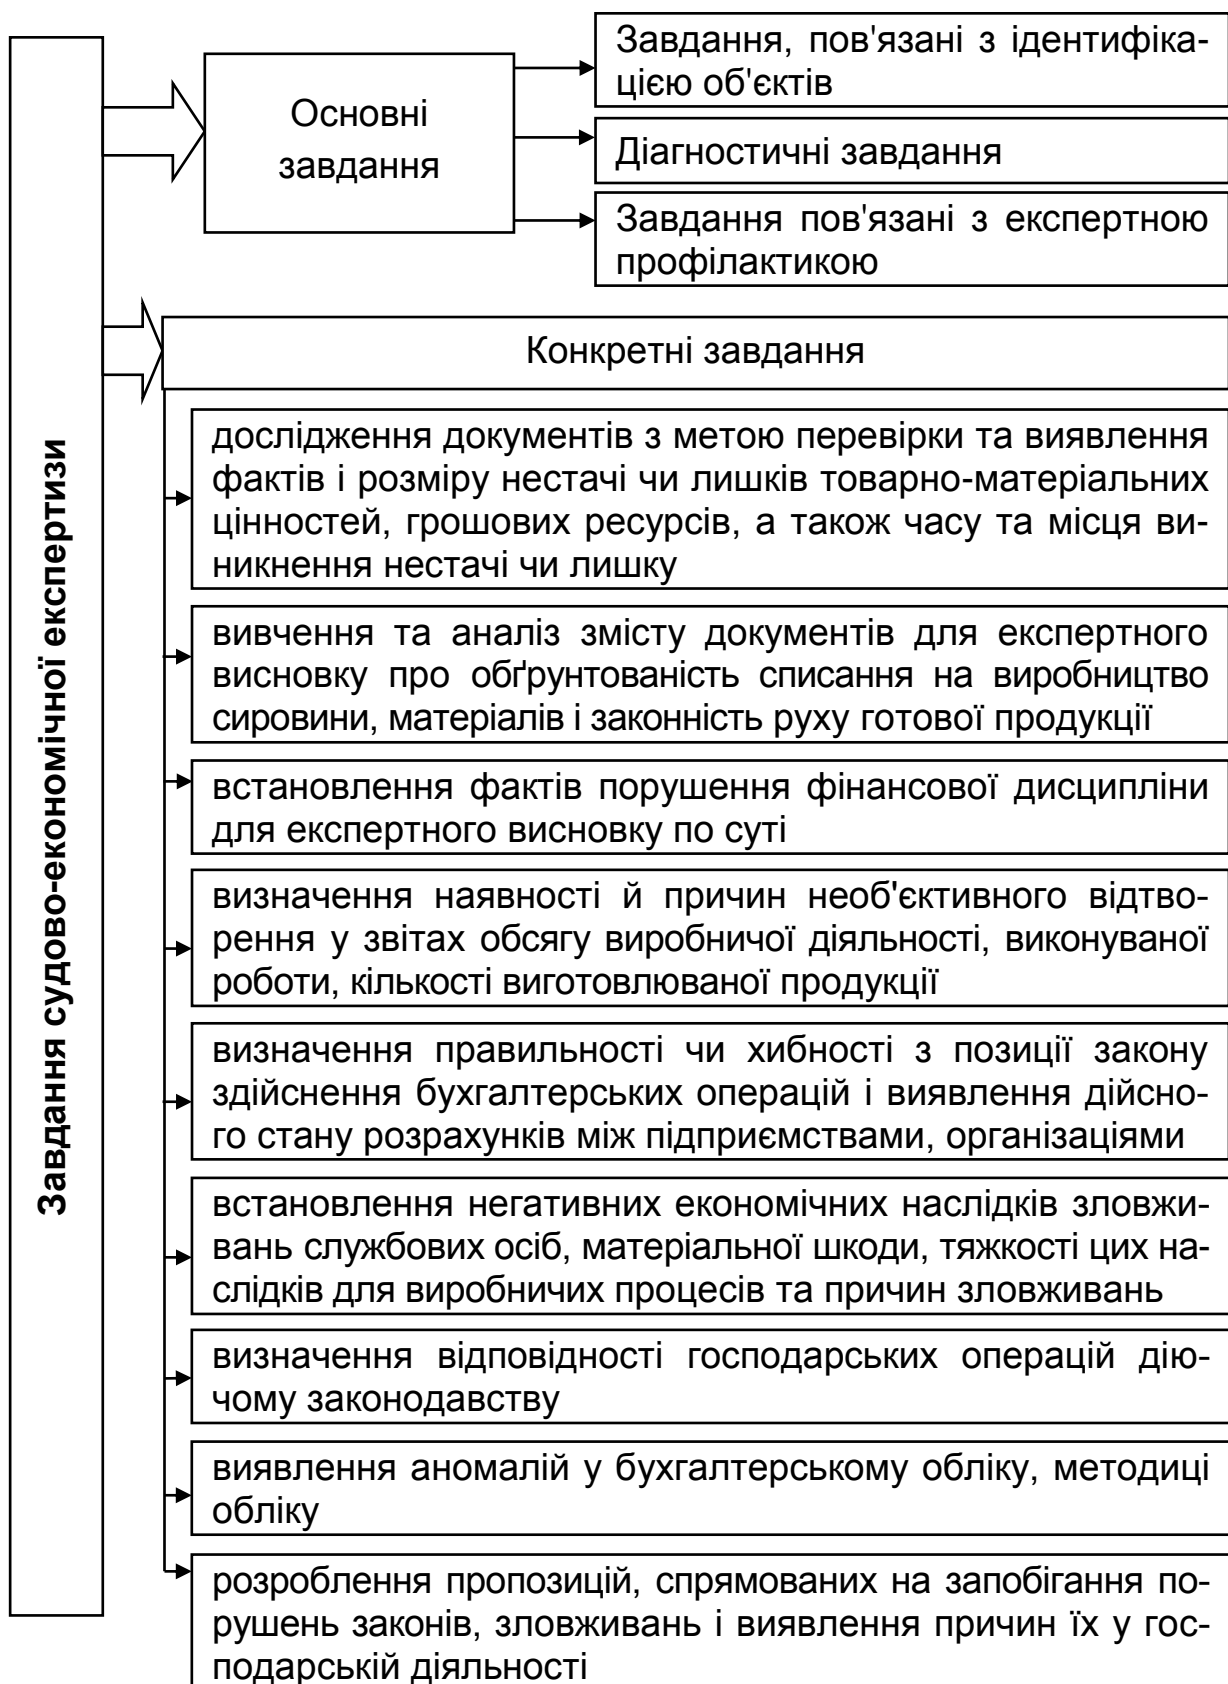 Завдання судово-економічної експертизи
Основні
завдання
Завдання, пов'язані з ідентифіка-
цією об'єктів
Діагностичні завдання
Завдання пов'язані з експертною
профілактикою
Конкретні завдання
дослідження документів з метою перевірки та виявлення
фактів і розміру нестачі чи лишків товарно-матеріальних
цінностей, грошових ресурсів, а також часу та місця ви-
никнення нестачі чи лишку
вивчення та аналіз змісту документів для експертного
висновку про обґрунтованість списання на виробництво
сировини, матеріалів і законність руху готової продукції
встановлення фактів порушення фінансової дисципліни
для експертного висновку по суті
визначення наявності й причин необ'єктивного відтво-
рення у звітах обсягу виробничої діяльності, виконуваної
роботи, кількості виготовлюваної продукції
визначення правильності чи хибності з позиції закону
здійснення бухгалтерських операцій і виявлення дійсно-
го стану розрахунків між підприємствами, організаціями
встановлення негативних економічних наслідків зловжи-
вань службових осіб, матеріальної шкоди, тяжкості цих на-
слідків для виробничих процесів та причин зловживань
визначення відповідності господарських операцій дію-
чому законодавству
виявлення аномалій у бухгалтерському обліку, методиці
обліку
розроблення пропозицій, спрямованих на запобігання по-
рушень законів, зловживань і виявлення причин їх у гос-
подарській діяльності